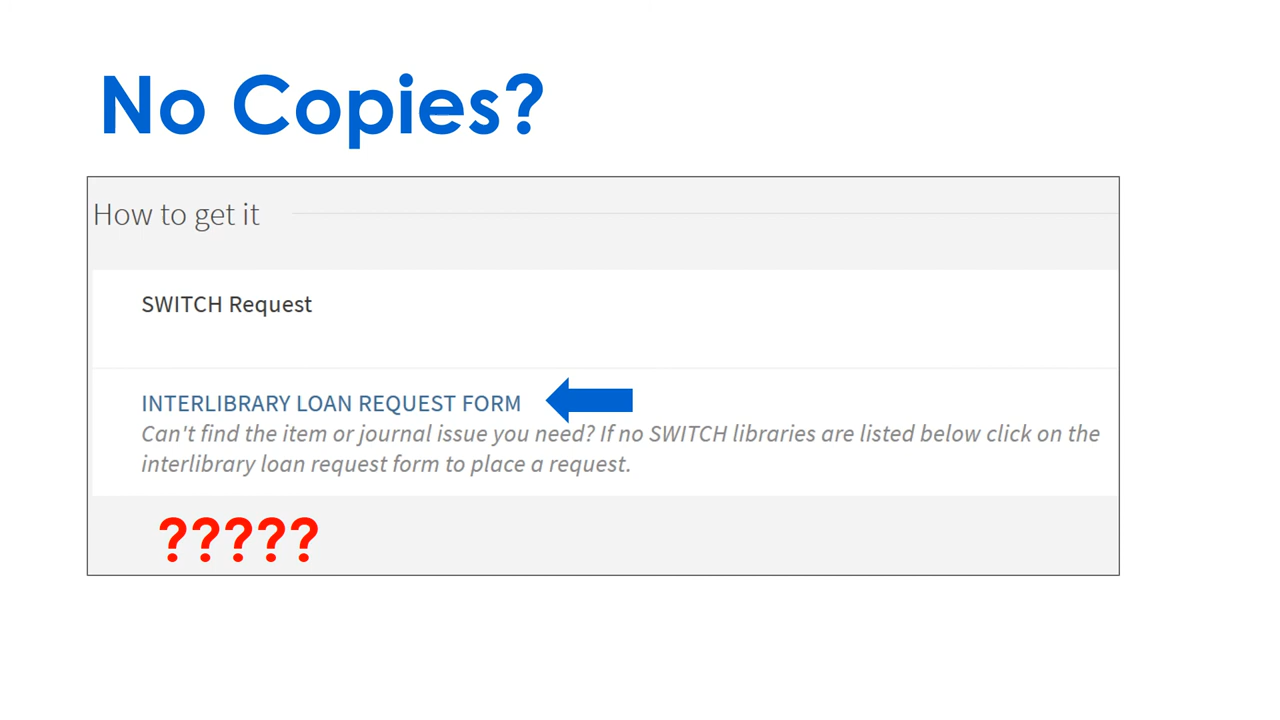 No Copies?
How to get it
SWITCH Request
INTERLIBRARY LOAN REQUEST FORM
Can't find the item or journal issue you need? If no SWITCH libraries are listed below click on the
interlibrary loan request form to place a request.
?????